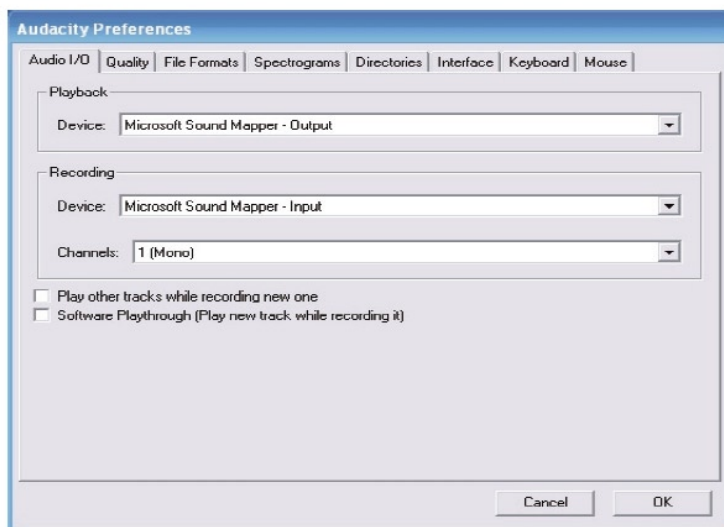 Audacity Preferences
Audio I/O Quality File Formats Spectrograms Directories Interface Keyboard Mouse
Playback
Device: Microsoft Sound Mapper - Output
Recording
Device: Microsoft Sound Mapper - Input
Channels: 1 (Mono)
Play other tracks while recording new one
Software Playthrough (Play new track while recording it)
Cancel OK